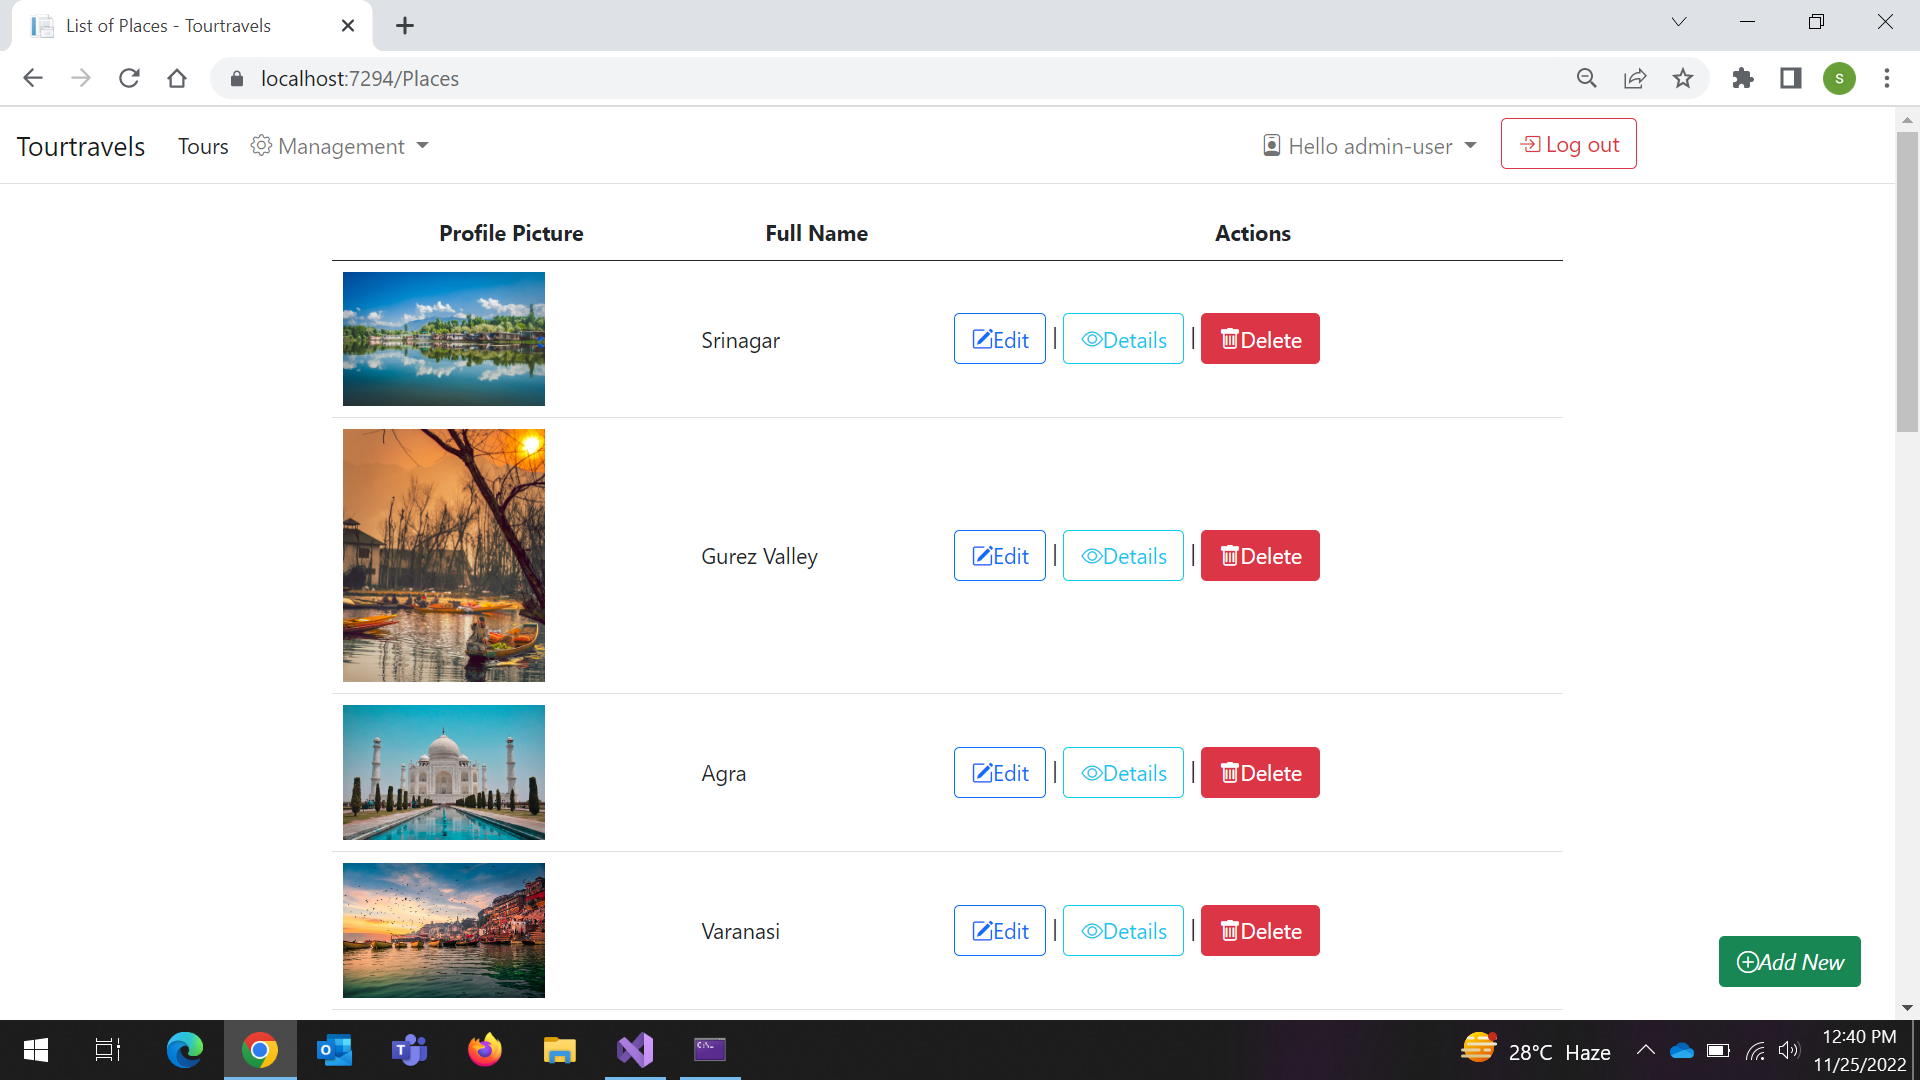 List of Places - Tourtravels
localhost:7294/Places
s
Tourtravels Tours Management Hello admin-user Log out
Profile Picture Full Name Actions
Srinagar Edit | Details | Delete
Gurez Valley Edit | Details | Delete
Agra Edit | Details | Delete
Varanasi Edit | Details | Delete
Add New
28°C Haze
12:40 PM
11/25/2022